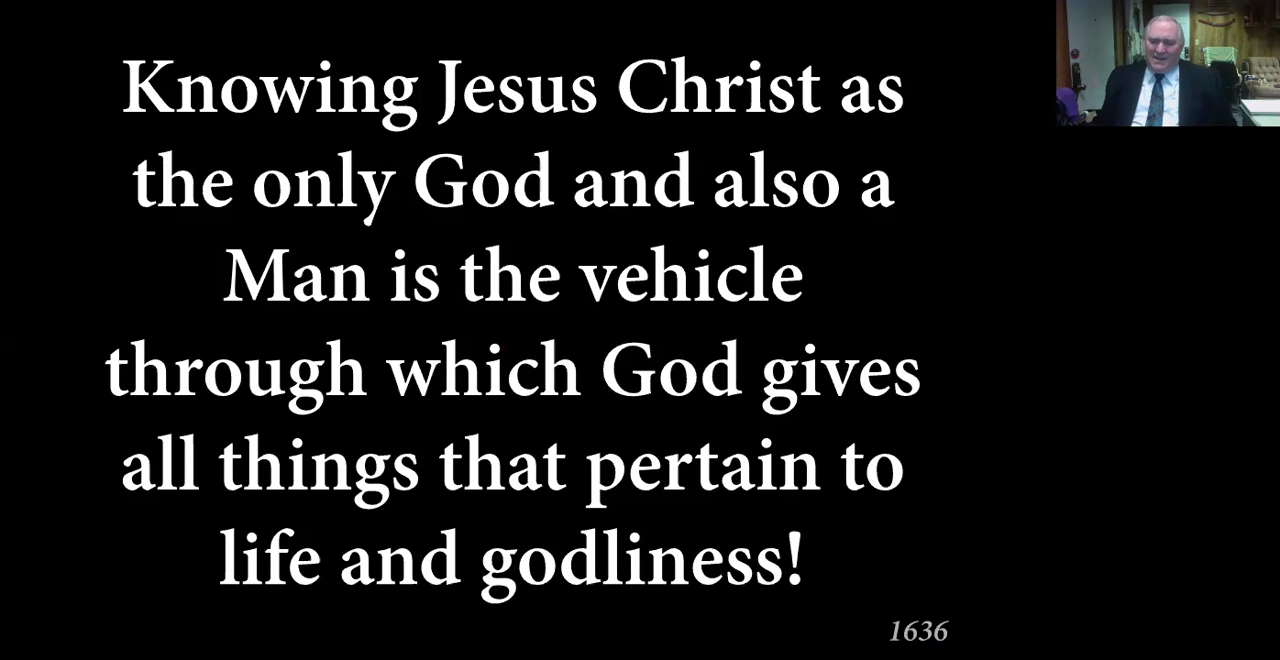 Knowing Jesus Christ as
the only God and also a
Man is the vehicle
through which God gives
all things that pertain to
life and godliness!
1636